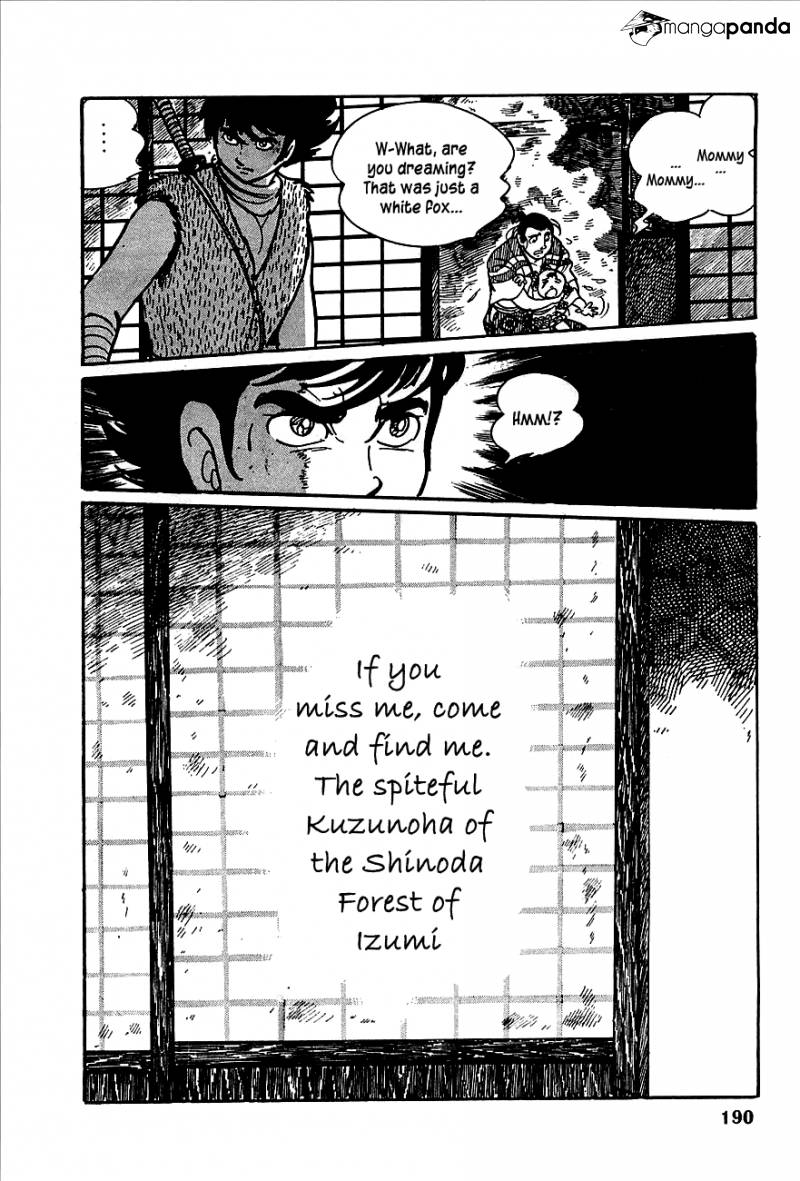 mangapanda
...
W-What, are
you dreaming?
That was just a
white fox...
Mommy
...
...
Mommy...
Hmm!?
If you
miss me, come
and find me.
The spiteful
Kuzunoha of
the Shinoda
Forest of
Izumi
190